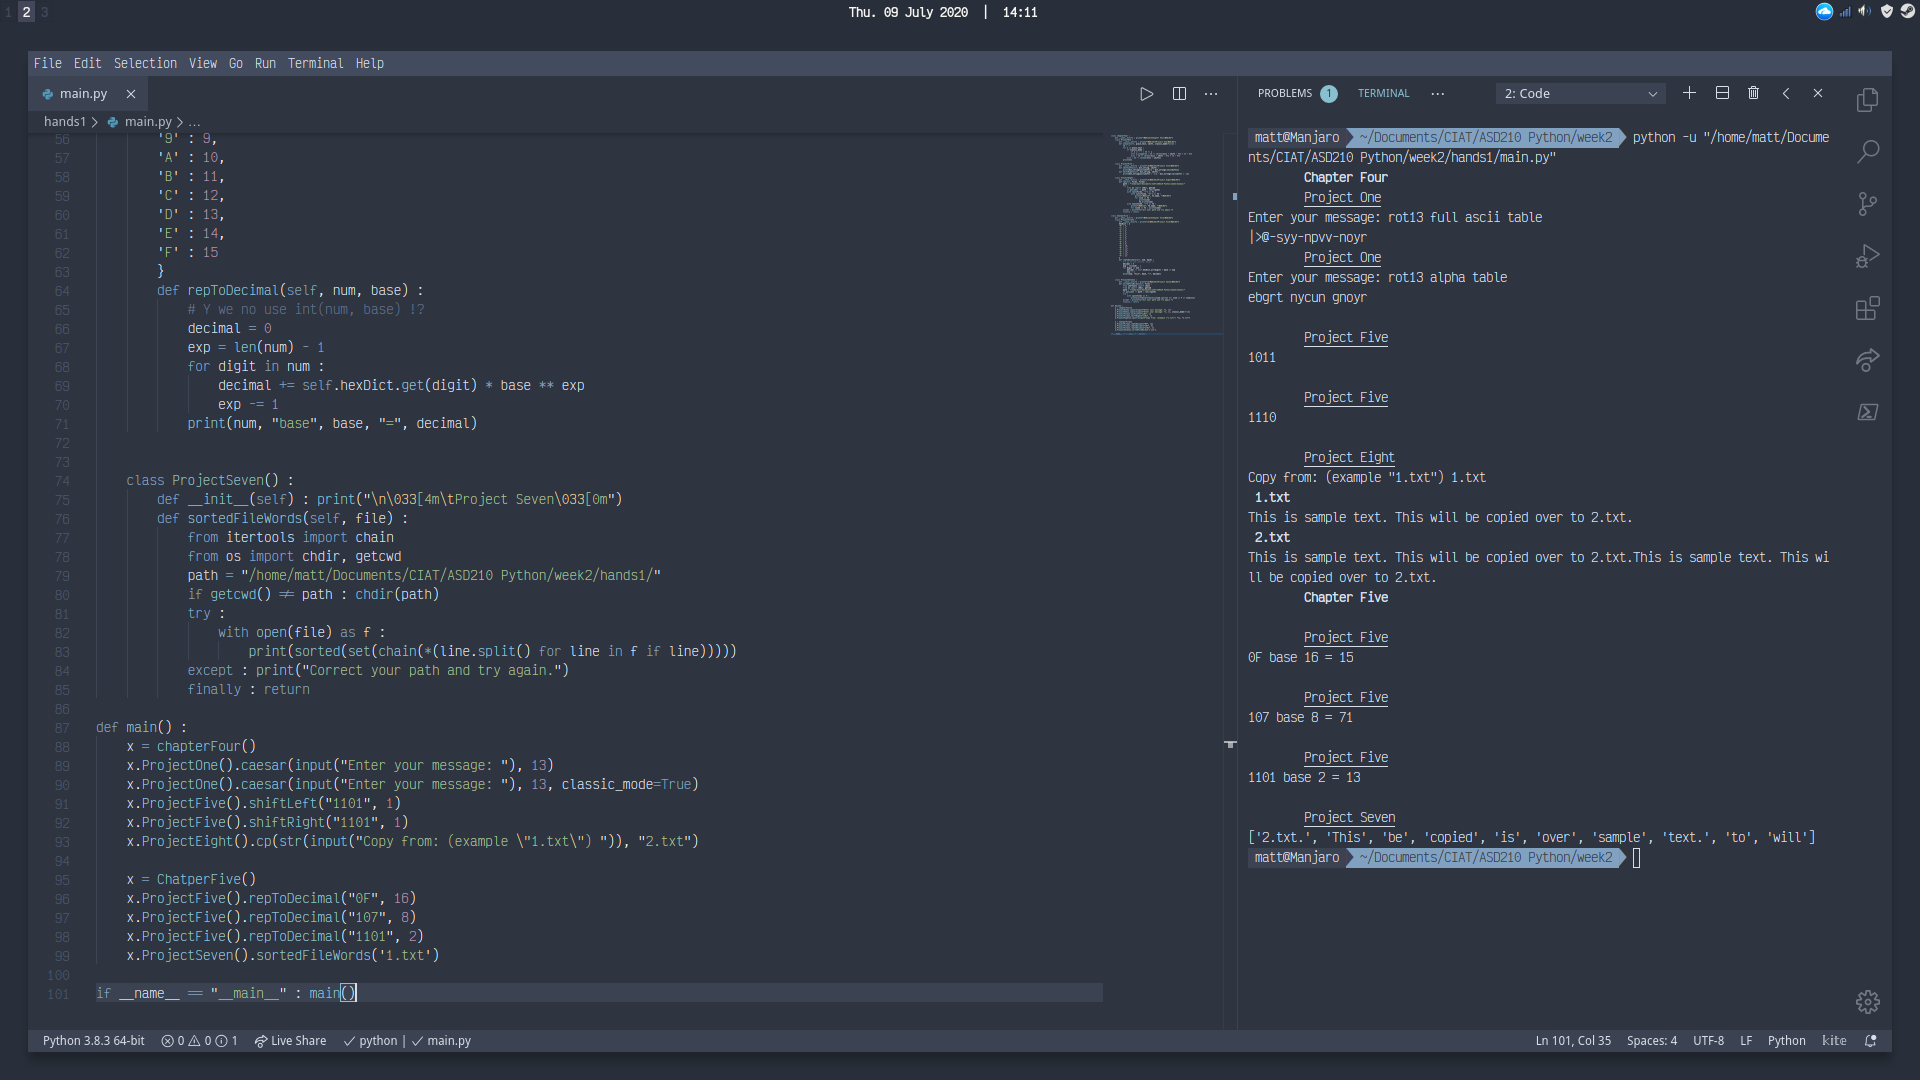 1 2 3
Thu. 09 July 2020 | 14:11
File Edit Selection View Go Run Terminal Help
main.py
hands1 > main.py > ...
56 '9' : 9,
57 'A' : 10,
58 'B' : 11,
59 'C' : 12,
60 'D' : 13,
61 'E' : 14,
62 'F' : 15
63 }
64 def repToDecimal(self, num, base) :
65 # Y we no use int(num, base) !?
66 decimal = 0
67 exp = len(num) - 1
68 for digit in num :
69 decimal += self.hexDict.get(digit) * base ** exp
70 exp -= 1
71 print(num, "base", base, "=", decimal)
72
73
74 class ProjectSeven() :
75 def __init__(self) : print("\n\033[4m\tProject Seven\033[0m")
76 def sortedFileWords(self, file) :
77 from itertools import chain
78 from os import chdir, getcwd
79 path = "/home/matt/Documents/CIAT/ASD210 Python/week2/hands1/"
80 if getcwd() ≠ path : chdir(path)
81 try :
82 with open(file) as f :
83 print(sorted(set(chain(*(line.split() for line in f if line)))))
84 except : print("Correct your path and try again.")
85 finally : return
86
87 def main() :
88 x = chapterFour()
89 x.ProjectOne().caesar(input("Enter your message: "), 13)
90 x.ProjectOne().caesar(input("Enter your message: "), 13, classic_mode=True)
91 x.ProjectFive().shiftLeft("1101", 1)
92 x.ProjectFive().shiftRight("1101", 1)
93 x.ProjectEight().cp(str(input("Copy from: (example \"1.txt\") ")), "2.txt")
94
95 x = ChatperFive()
96 x.ProjectFive().repToDecimal("0F", 16)
97 x.ProjectFive().repToDecimal("107", 8)
98 x.ProjectFive().repToDecimal("1101", 2)
99 x.ProjectSeven().sortedFileWords('1.txt')
100
101 if __name__ == "__main__" : main()
PROBLEMS 1 TERMINAL ... 2: Code
matt@Manjaro ~/Documents/CIAT/ASD210 Python/week2 python -u "/home/matt/Docume
nts/CIAT/ASD210 Python/week2/hands1/main.py"
Chapter Four
Project One
Enter your message: rot13 full ascii table
|>@-syy-npvv-noyr
Project One
Enter your message: rot13 alpha table
ebgrt nycun gnoyr
Project Five
1011
Project Five
1110
Project Eight
Copy from: (example "1.txt") 1.txt
1.txt
This is sample text. This will be copied over to 2.txt.
2.txt
This is sample text. This will be copied over to 2.txt.This is sample text. This wi
ll be copied over to 2.txt.
Chapter Five
Project Five
0F base 16 = 15
Project Five
107 base 8 = 71
Project Five
1101 base 2 = 13
Project Seven
['2.txt.', 'This', 'be', 'copied', 'is', 'over', 'sample', 'text.', 'to', 'will']
matt@Manjaro ~/Documents/CIAT/ASD210 Python/week2
Python 3.8.3 64-bit 0 0 1 Live Share ✓ python | ✓ main.py
Ln 101, Col 35 Spaces: 4 UTF-8 LF Python kite